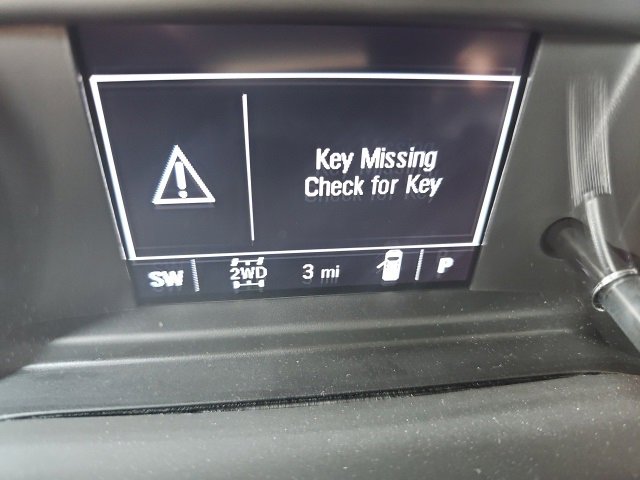 Key Missing
Check for Key
SW 2WD 3 mi P